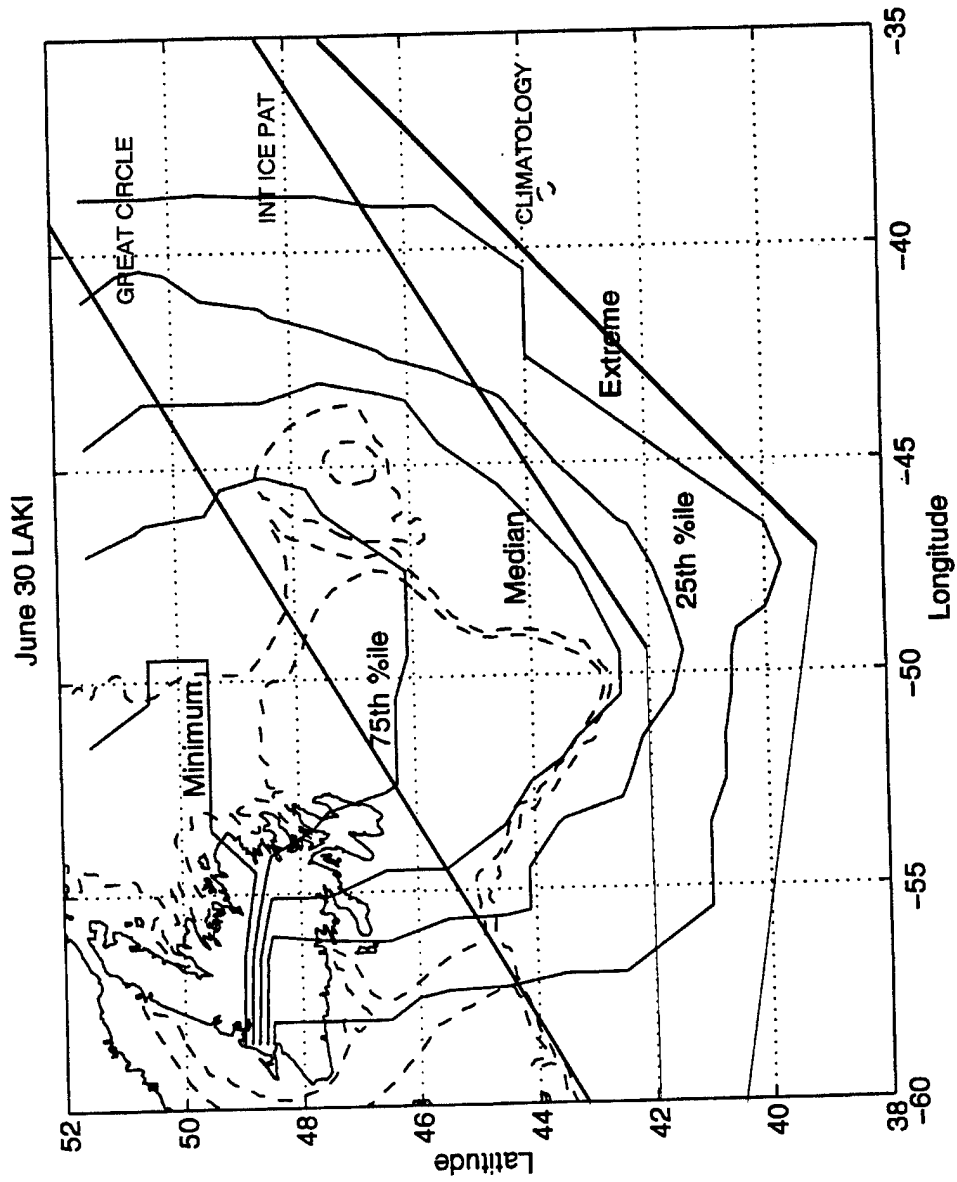 June 30 LAKI
GREAT CIRCLE
INT ICE PAT
CLIMATOLOGY
Minimum
75th %ile
Median
25th %ile
Extreme
Latitude
52
50
48
46
44
42
40
38
-60
-55
-50
-45
-40
-35
Longitude